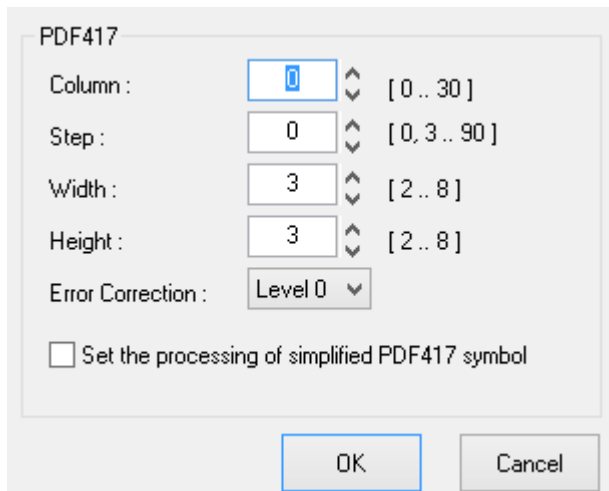 PDF417
Column : 0 [ 0 .. 30 ]
Step : 0 [ 0, 3 .. 90 ]
Width : 3 [ 2 .. 8 ]
Height : 3 [ 2 .. 8 ]
Error Correction : Level 0
Set the processing of simplified PDF417 symbol
OK Cancel